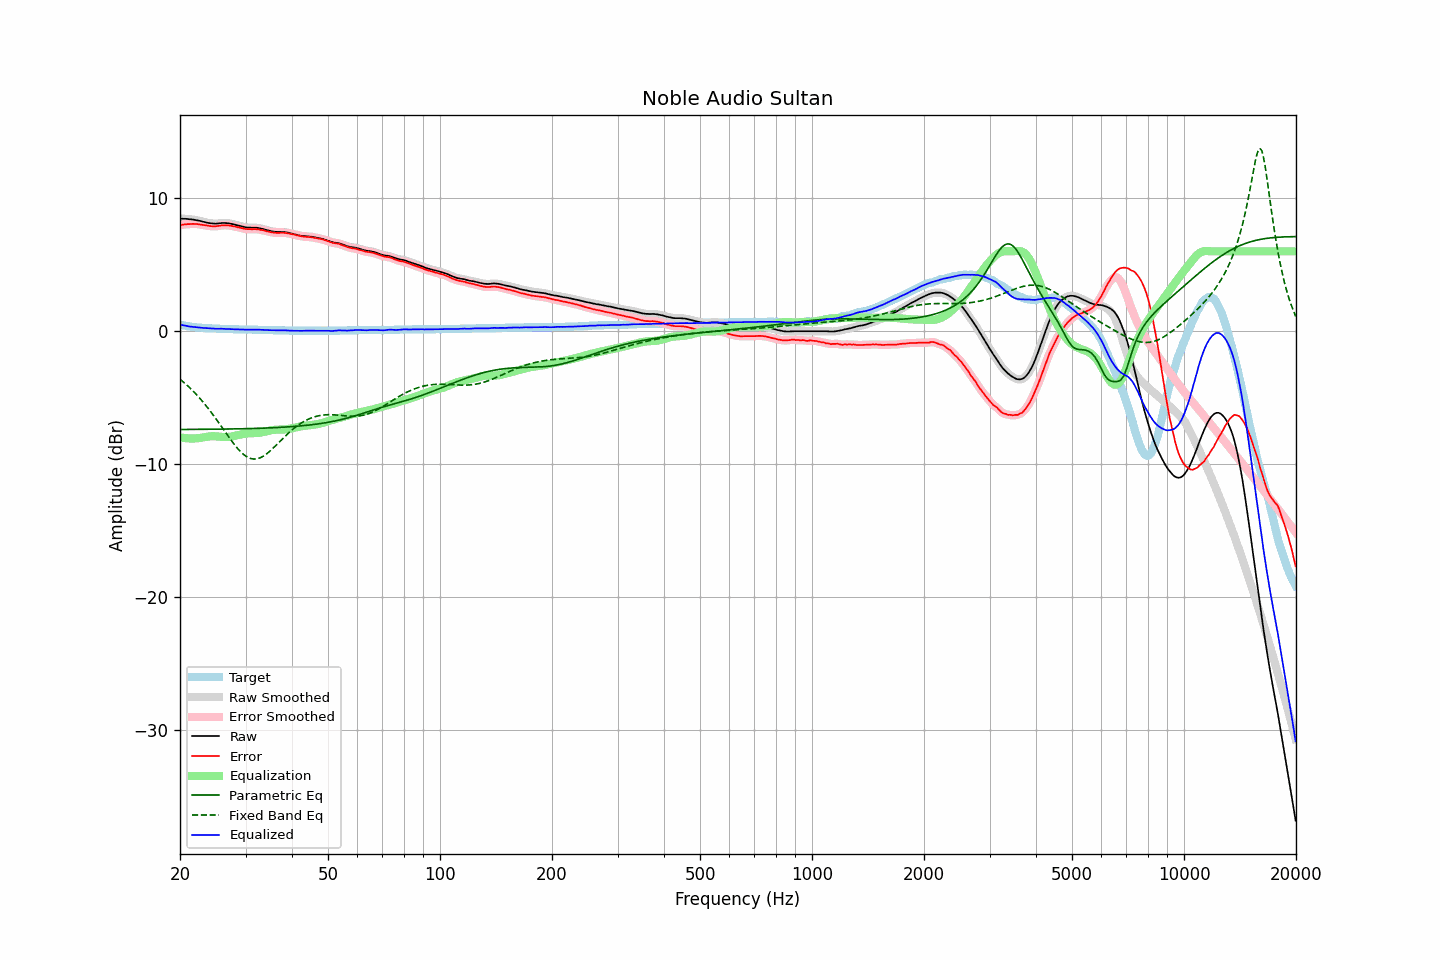 Noble Audio Sultan
Amplitude (dBr)
10
0
−10
−20
−30
Target
Raw Smoothed
Error Smoothed
Raw
Error
Equalization
Parametric Eq
Fixed Band Eq
Equalized
20 50 100 200 500 1000 2000 5000 10000 20000
Frequency (Hz)